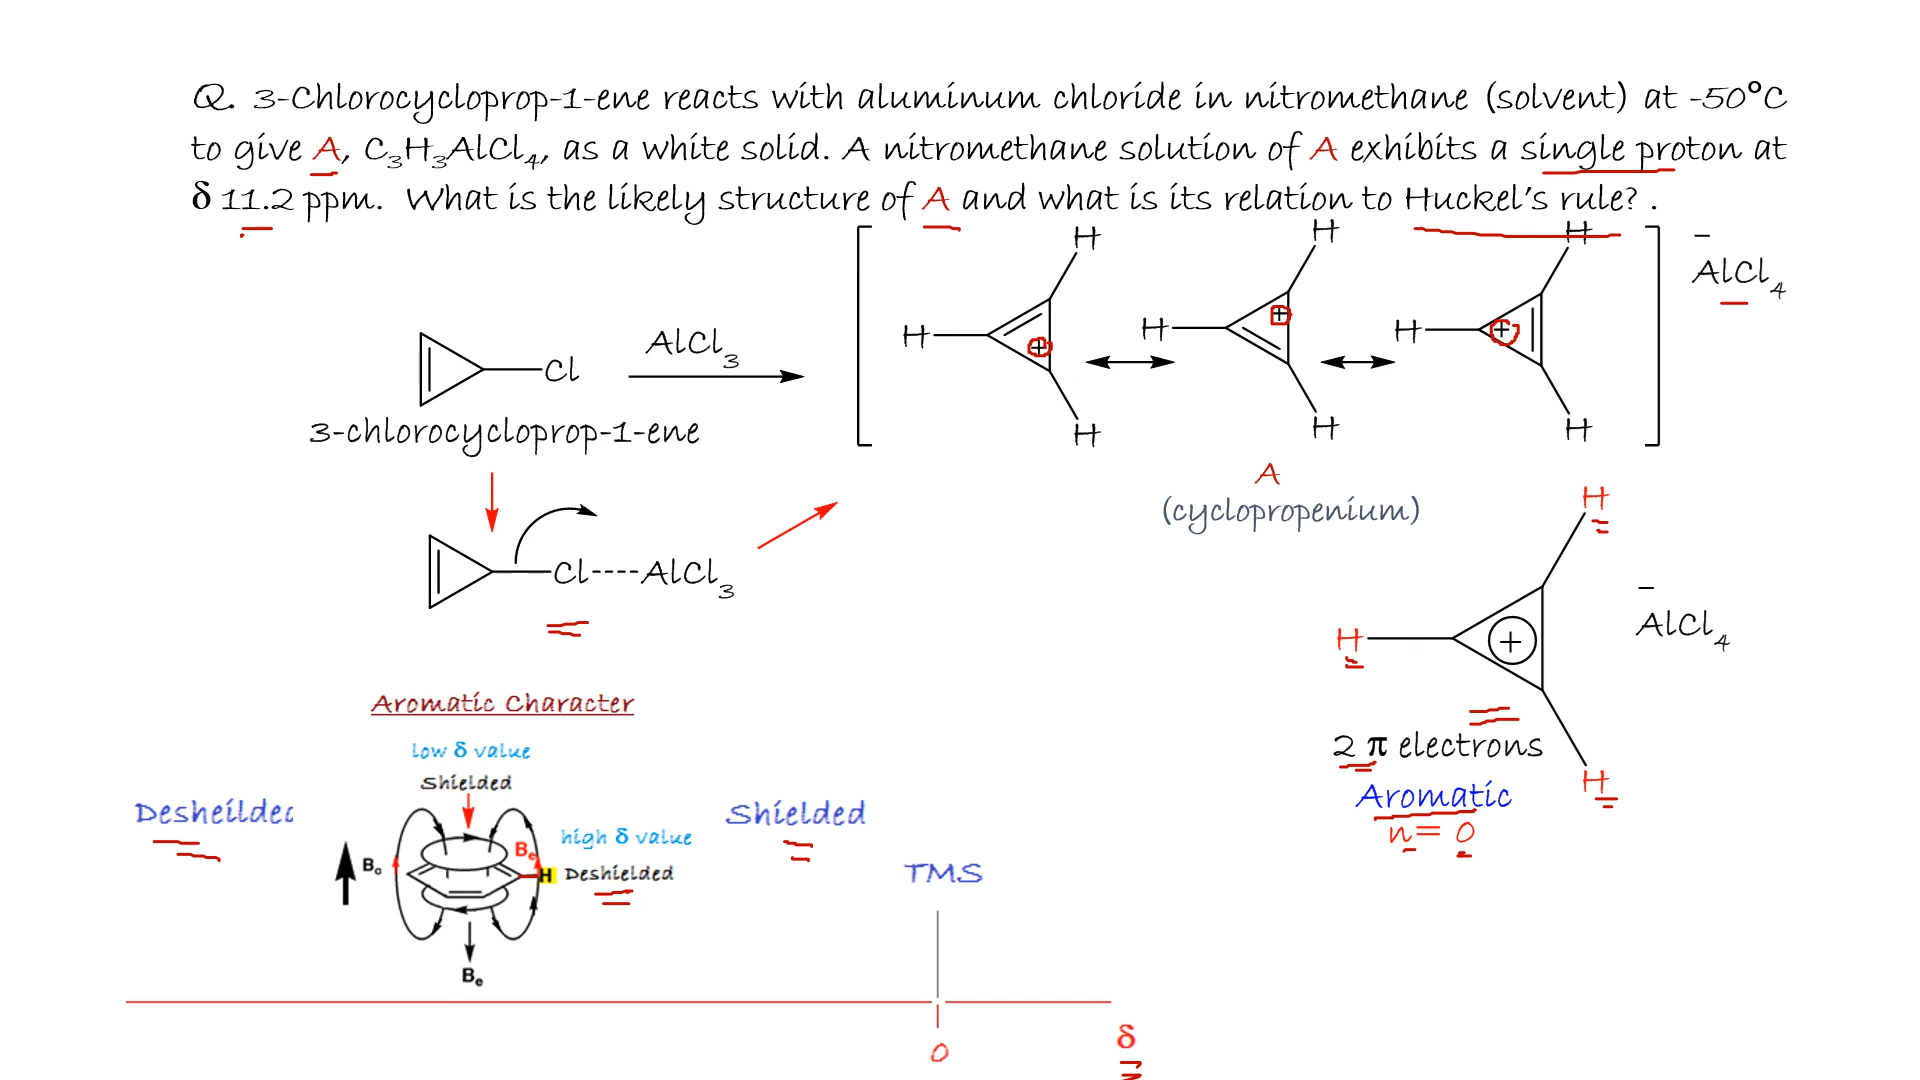 Q. 3-Chlorocycloprop-1-ene reacts with aluminum chloride in nitromethane (solvent) at -50°C
to give A, C₃H₃AlCl₄, as a white solid. A nitromethane solution of A exhibits a single proton at
δ 11.2 ppm. What is the likely structure of A and what is its relation to Huckel's rule? .
H H H
− AlCl₄
H + H + H +
Cl AlCl₃
3-chlorocycloprop-1-ene
H H H
A
(cyclopropenium)
H
Cl----AlCl₃
− AlCl₄
H +
Aromatic Character
2 π electrons
low δ value
Shielded
H
Aromatic
Desheilded
Shielded
n= 0
high δ value
Bₑ
B₀
H Deshielded
TMS
Bₑ
δ
0